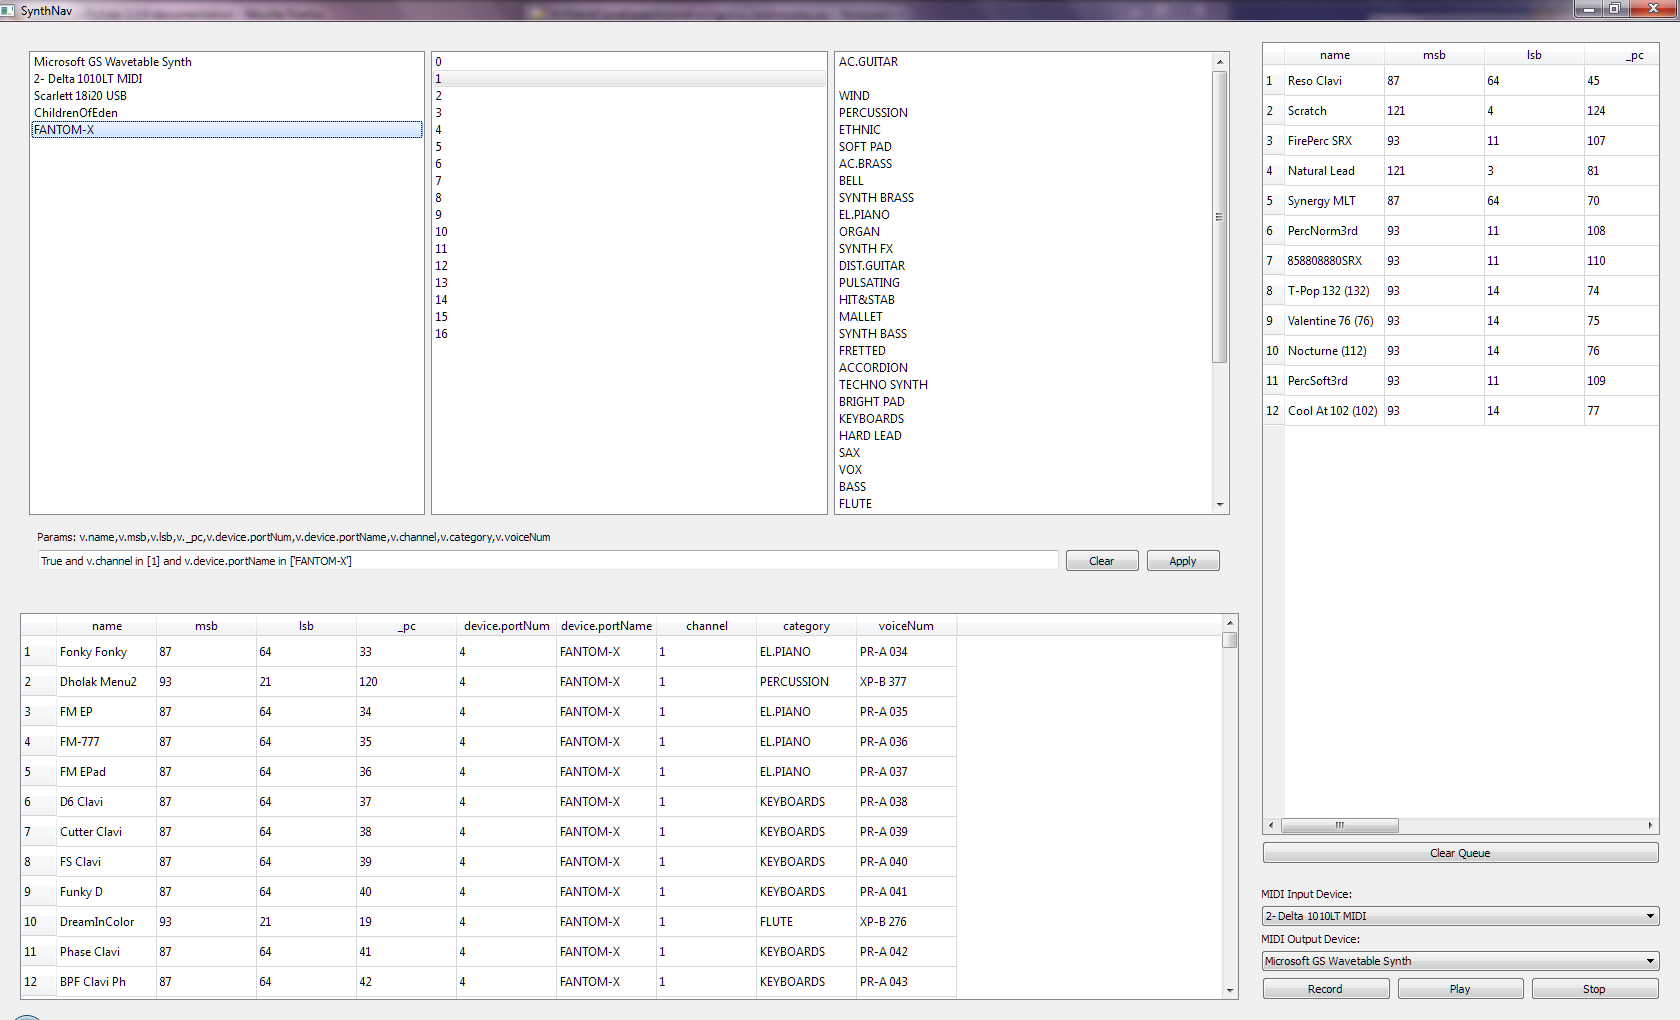 SynthNav
Microsoft GS Wavetable Synth
2- Delta 1010LT MIDI
Scarlett 18i20 USB
ChildrenOfEden
FANTOM-X
0
1
2
3
4
5
6
7
8
9
10
11
12
13
14
15
16
AC.GUITAR
WIND
PERCUSSION
ETHNIC
SOFT PAD
AC.BRASS
BELL
SYNTH BRASS
EL.PIANO
ORGAN
SYNTH FX
DIST.GUITAR
PULSATING
HIT&STAB
MALLET
SYNTH BASS
FRETTED
ACCORDION
TECHNO SYNTH
BRIGHT PAD
KEYBOARDS
HARD LEAD
SAX
VOX
BASS
FLUTE
Params: v.name,v.msb,v.lsb,v._pc,v.device.portNum,v.device.portName,v.channel,v.category,v.voiceNum
True and v.channel in [1] and v.device.portName in ['FANTOM-X']
Clear Apply
name msb lsb _pc device.portNum device.portName channel category voiceNum
1 Fonky Fonky 87 64 33 4 FANTOM-X 1 EL.PIANO PR-A 034
2 Dholak Menu2 93 21 120 4 FANTOM-X 1 PERCUSSION XP-B 377
3 FM EP 87 64 34 4 FANTOM-X 1 EL.PIANO PR-A 035
4 FM-777 87 64 35 4 FANTOM-X 1 EL.PIANO PR-A 036
5 FM EPad 87 64 36 4 FANTOM-X 1 EL.PIANO PR-A 037
6 D6 Clavi 87 64 37 4 FANTOM-X 1 KEYBOARDS PR-A 038
7 Cutter Clavi 87 64 38 4 FANTOM-X 1 KEYBOARDS PR-A 039
8 FS Clavi 87 64 39 4 FANTOM-X 1 KEYBOARDS PR-A 040
9 Funky D 87 64 40 4 FANTOM-X 1 KEYBOARDS PR-A 041
10 DreamInColor 93 21 19 4 FANTOM-X 1 FLUTE XP-B 276
11 Phase Clavi 87 64 41 4 FANTOM-X 1 KEYBOARDS PR-A 042
12 BPF Clavi Ph 87 64 42 4 FANTOM-X 1 KEYBOARDS PR-A 043
name msb lsb _pc
1 Reso Clavi 87 64 45
2 Scratch 121 4 124
3 FirePerc SRX 93 11 107
4 Natural Lead 121 3 81
5 Synergy MLT 87 64 70
6 PercNorm3rd 93 11 108
7 858808880SRX 93 11 110
8 T-Pop 132 (132) 93 14 74
9 Valentine 76 (76) 93 14 75
10 Nocturne (112) 93 14 76
11 PercSoft3rd 93 11 109
12 Cool At 102 (102) 93 14 77
Clear Queue
MIDI Input Device:
2- Delta 1010LT MIDI
MIDI Output Device:
Microsoft GS Wavetable Synth
Record Play Stop